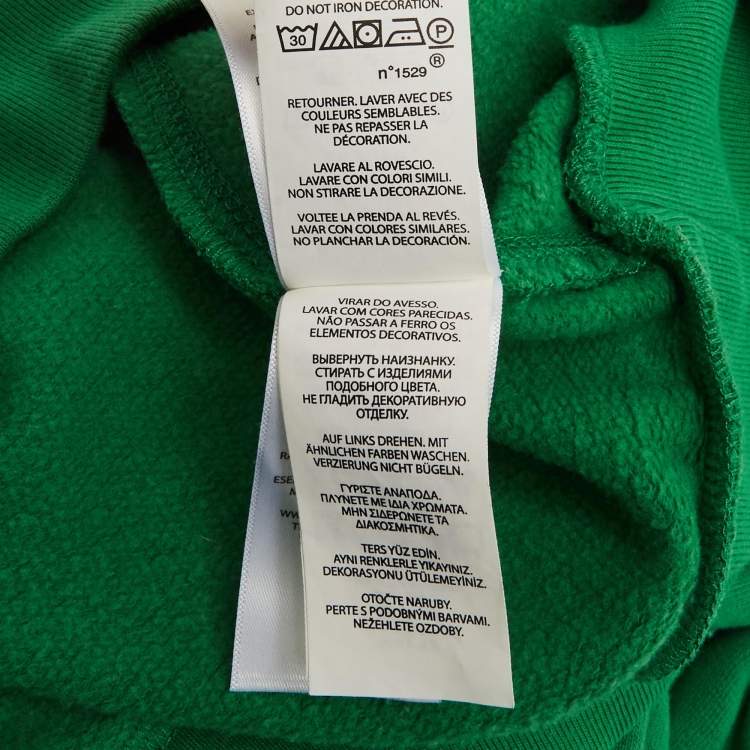 DO NOT IRON DECORATION.
30 P
n°1529 ®
RETOURNER. LAVER AVEC DES
COULEURS SEMBLABLES.
NE PAS REPASSER LA
DÉCORATION.
LAVARE AL ROVESCIO.
LAVARE CON COLORI SIMILI.
NON STIRARE LA DECORAZIONE.
VOLTEE LA PRENDA AL REVÉS.
LAVAR CON COLORES SIMILARES.
NO PLANCHAR LA DECORACIÓN.
VIRAR DO AVESSO.
LAVAR COM CORES PARECIDAS.
NÃO PASSAR A FERRO OS
ELEMENTOS DECORATIVOS.
ВЫВЕРНУТЬ НАИЗНАНКУ.
СТИРАТЬ С ИЗДЕЛИЯМИ
ПОДОБНОГО ЦВЕТА.
НЕ ГЛАДИТЬ ДЕКОРАТИВНУЮ
ОТДЕЛКУ.
AUF LINKS DREHEN. MIT
ÄHNLICHEN FARBEN WASCHEN.
VERZIERUNG NICHT BÜGELN.
ΓΥΡΙΣΤΕ ΑΝΑΠΟΔΑ.
ΠΛΥΝΕΤΕ ΜΕ ΙΔΙΑ ΧΡΩΜΑΤΑ.
ΜΗΝ ΣΙΔΕΡΩΝΕΤΕ ΤΑ
ΔΙΑΚΟΣΜΗΤΙΚΑ.
TERS YÜZ EDİN.
AYNI RENKLERLE YIKAYINIZ.
DEKORASYONU ÜTÜLEMEYİNİZ.
OTOČTE NARUBY.
PERTE S PODOBNÝMI BARVAMI.
NEŽEHLETE OZDOBY.